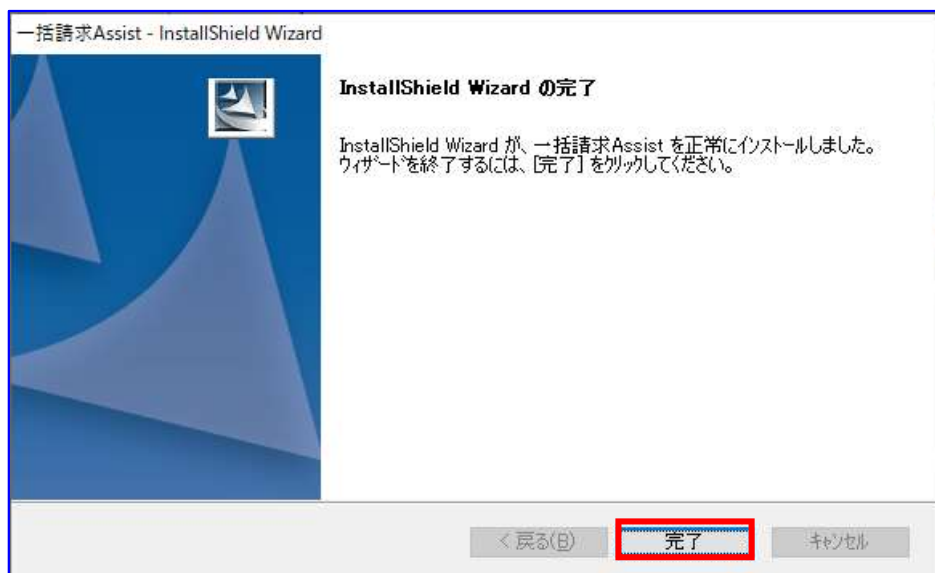 一括請求Assist - InstallShield Wizard
InstallShield Wizard の完了
InstallShield Wizard が、一括請求Assist を正常にインストールしました。
ウィザードを終了するには、[完了] をクリックしてください。
< 戻る(B)
完了
キャンセル